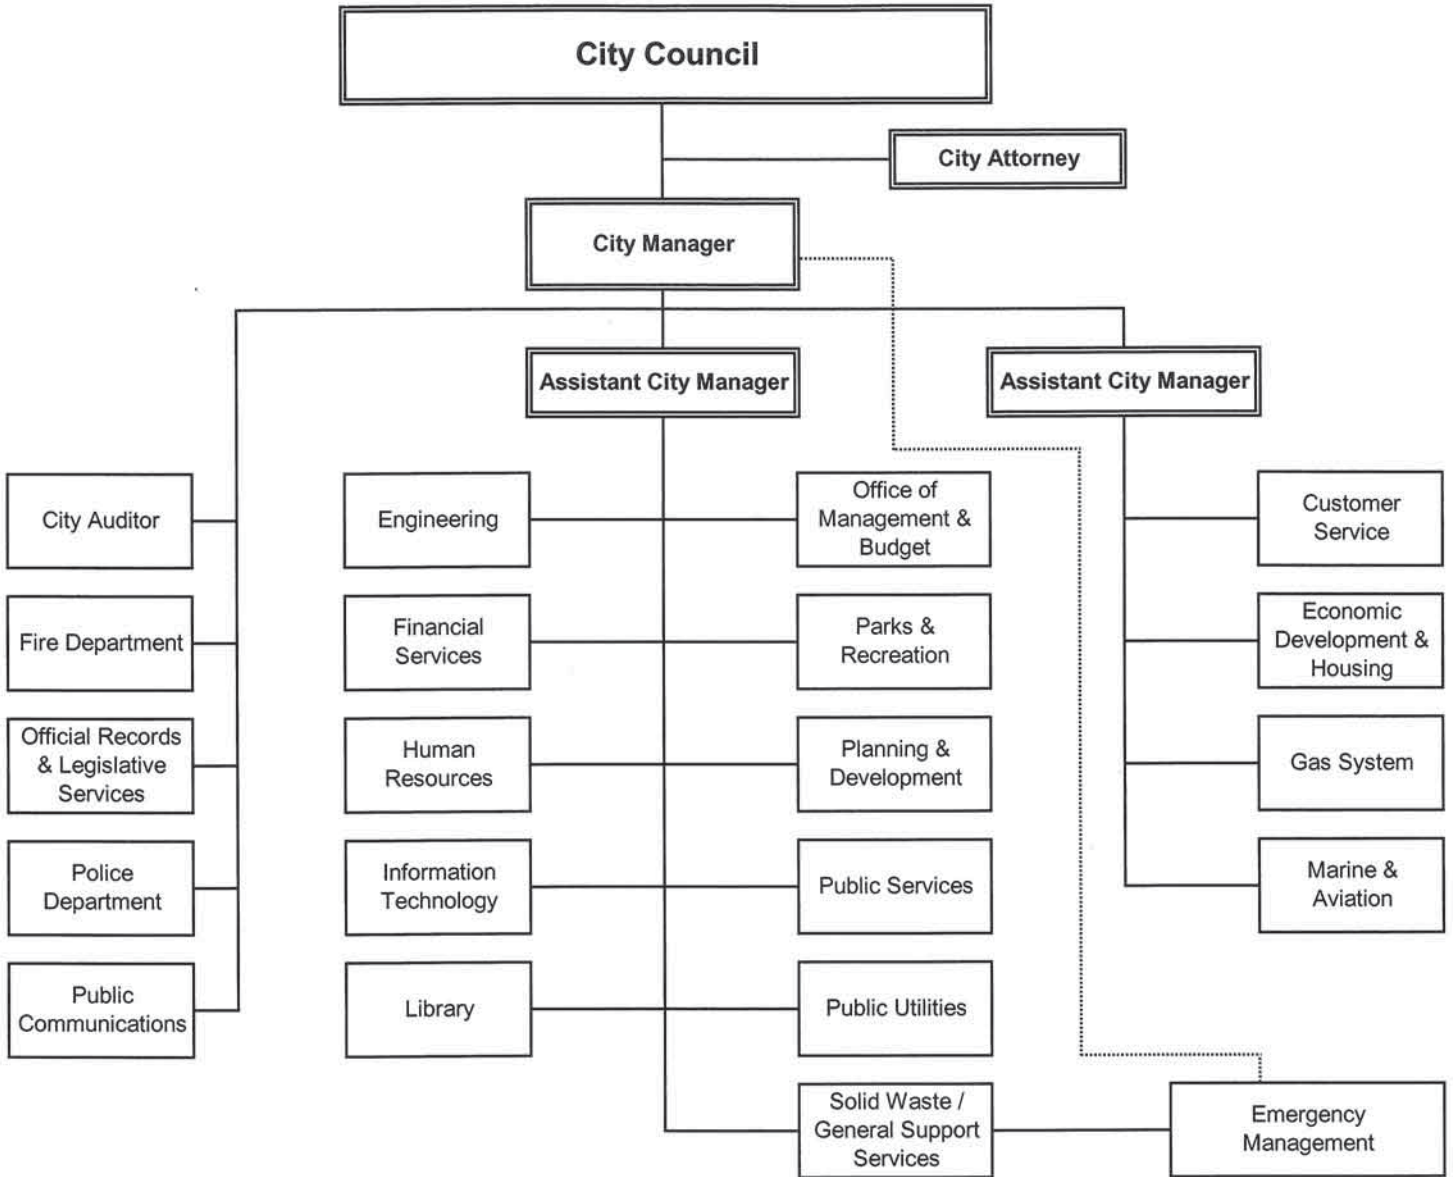 City Council
City Attorney
City Manager
Assistant City Manager
Assistant City Manager
City Auditor
Fire Department
Official Records
& Legislative
Services
Police
Department
Public
Communications
Engineering
Financial
Services
Human
Resources
Information
Technology
Library
Office of
Management &
Budget
Parks &
Recreation
Planning &
Development
Public Services
Public Utilities
Solid Waste /
General Support
Services
Customer
Service
Economic
Development &
Housing
Gas System
Marine &
Aviation
Emergency
Management